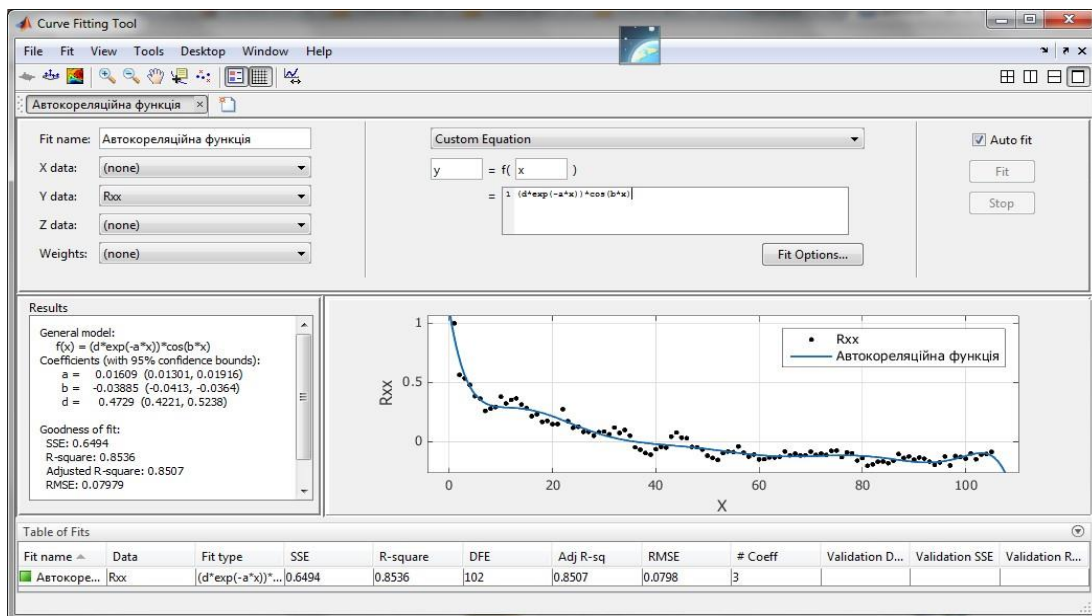 Curve Fitting Tool
File Fit View Tools Desktop Window Help
Автокореляційна функція
Fit name: Автокореляційна функція
X data: (none)
Y data: Rxx
Z data: (none)
Weights: (none)
Custom Equation
y = f( x )
= 1 (d*exp(-a*x))*cos(b*x)
Fit Options...
Auto fit
Fit
Stop
Results
General model:
f(x) = (d*exp(-a*x))*cos(b*x)
Coefficients (with 95% confidence bounds):
a = 0.01609 (0.01301, 0.01916)
b = -0.03885 (-0.0413, -0.0364)
d = 0.4729 (0.4221, 0.5238)
Goodness of fit:
SSE: 0.6494
R-square: 0.8536
Adjusted R-square: 0.8507
RMSE: 0.07979
1
0.5
0
Rxx
Rxx
Автокореляційна функція
0 20 40 60 80 100
X
Table of Fits
Fit name Data Fit type SSE R-square DFE Adj R-sq RMSE # Coeff Validation D... Validation SSE Validation R...
Автокоре... Rxx (d*exp(-a*x))*... 0.6494 0.8536 102 0.8507 0.0798 3